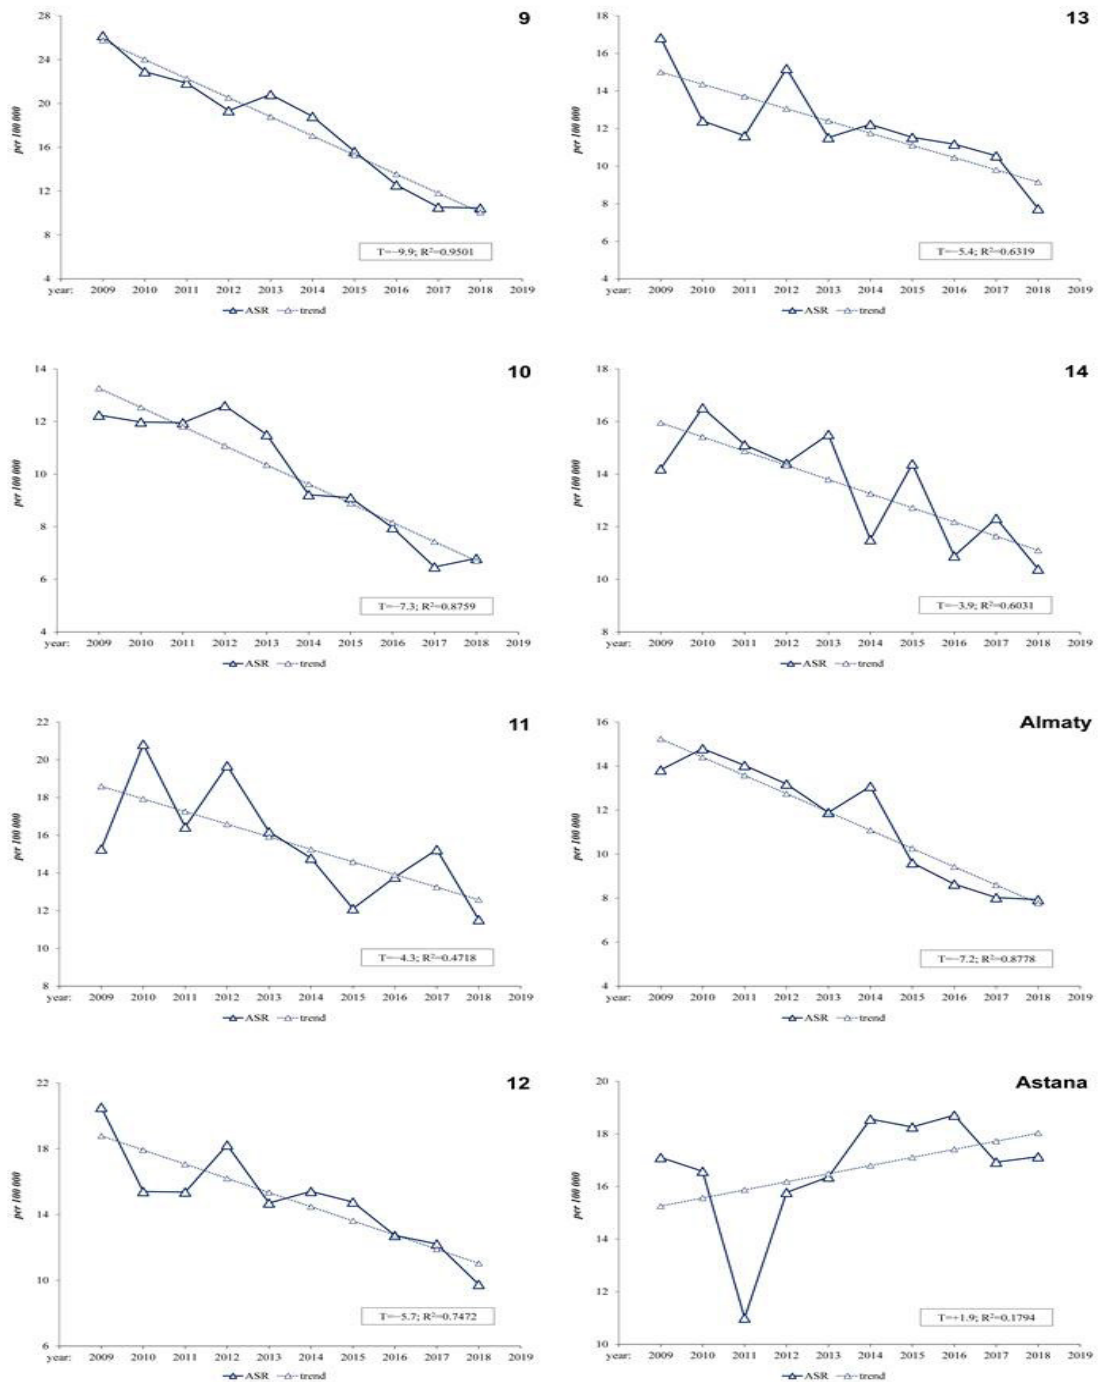 9
28
24
20
16
12
8
4
per 100 000
T=−9.9; R²=0.9501
year: 2009 2010 2011 2012 2013 2014 2015 2016 2017 2018 2019
ASR trend
13
18
16
14
12
10
8
6
4
per 100 000
T=−5.4; R²=0.6319
year: 2009 2010 2011 2012 2013 2014 2015 2016 2017 2018 2019
ASR trend
10
14
12
10
8
6
4
per 100 000
T=−7.3; R²=0.8759
year: 2009 2010 2011 2012 2013 2014 2015 2016 2017 2018 2019
ASR trend
14
18
16
14
12
10
8
per 100 000
T=−3.9; R²=0.6031
year: 2009 2010 2011 2012 2013 2014 2015 2016 2017 2018 2019
ASR trend
11
22
20
18
16
14
12
10
8
per 100 000
T=−4.3; R²=0.4718
year: 2009 2010 2011 2012 2013 2014 2015 2016 2017 2018 2019
ASR trend
Almaty
16
14
12
10
8
6
4
per 100 000
T=−7.2; R²=0.8778
year: 2009 2010 2011 2012 2013 2014 2015 2016 2017 2018 2019
ASR trend
12
22
18
14
10
6
per 100 000
T=−5.7; R²=0.7472
year: 2009 2010 2011 2012 2013 2014 2015 2016 2017 2018 2019
ASR trend
Astana
20
18
16
14
12
10
per 100 000
T=+1.9; R²=0.1794
year: 2009 2010 2011 2012 2013 2014 2015 2016 2017 2018 2019
ASR trend